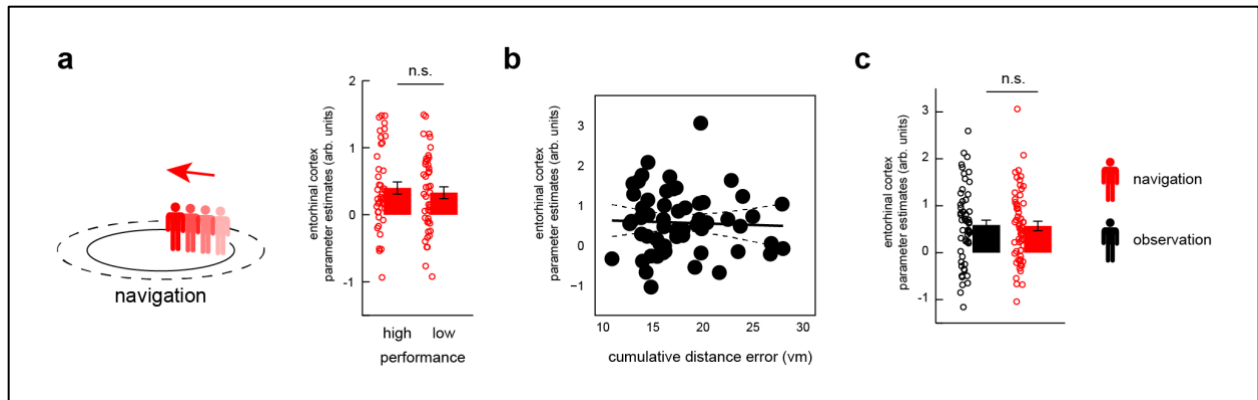 a
navigation
entorhinal cortex
parameter estimates (arb. units)
2
1
0
-1
n.s.
high low
performance
b
entorhinal cortex
parameter estimates (arb. units)
3
2
1
0
-1
10 15 20 25 30
cumulative distance error (vm)
c
entorhinal cortex
parameter estimates (arb. units)
3
2
1
0
-1
n.s.
navigation
observation